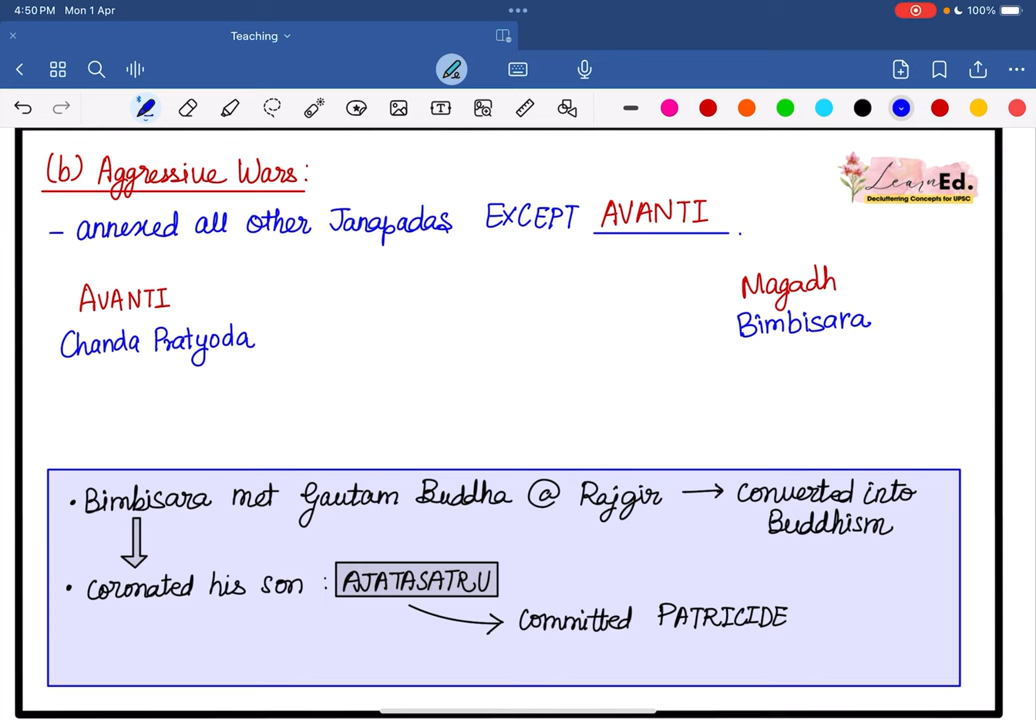 4:50 PM Mon 1 Apr
100%
Teaching
(b) Aggressive Wars:
- annexed all other Janapadas EXCEPT AVANTI.
LearnEd.
Decluttering Concepts for UPSC
AVANTI
Chanda Pratyoda
Magadh
Bimbisara
• Bimbisara met Gautam Buddha @ Rajgir → converted into Buddhism
• coronated his son : AJATASATRU
committed PATRICIDE